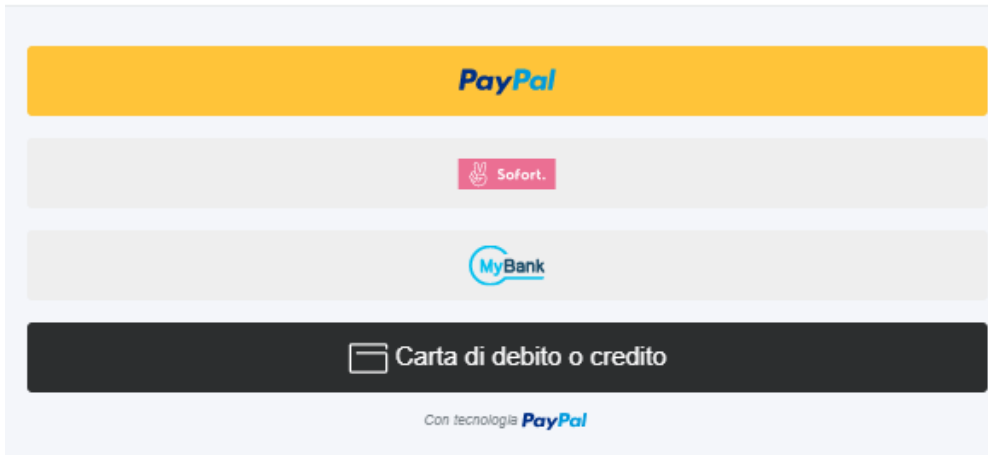 PayPal
Sofort.
MyBank
Carta di debito o credito
Con tecnologia PayPal